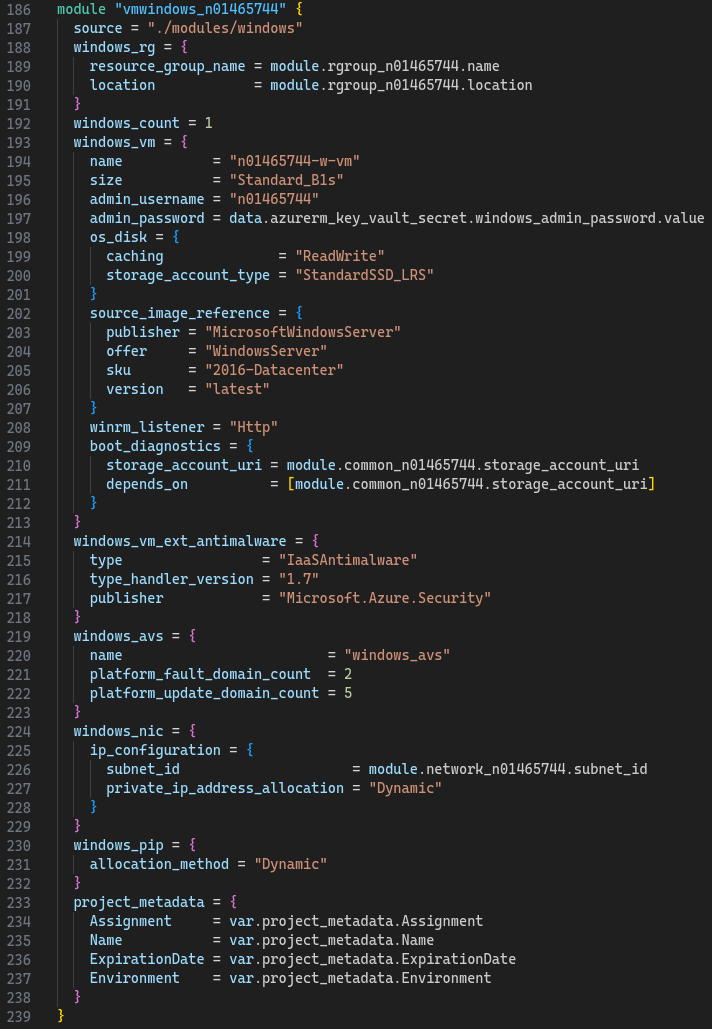 186 module "vmwindows_n01465744" {
187   source = "./modules/windows"
188   windows_rg = {
189     resource_group_name = module.rgroup_n01465744.name
190     location            = module.rgroup_n01465744.location
191   }
192   windows_count = 1
193   windows_vm = {
194     name           = "n01465744-w-vm"
195     size           = "Standard_B1s"
196     admin_username = "n01465744"
197     admin_password = data.azurerm_key_vault_secret.windows_admin_password.value
198     os_disk = {
199       caching              = "ReadWrite"
200       storage_account_type = "StandardSSD_LRS"
201     }
202     source_image_reference = {
203       publisher = "MicrosoftWindowsServer"
204       offer     = "WindowsServer"
205       sku       = "2016-Datacenter"
206       version   = "latest"
207     }
208     winrm_listener = "Http"
209     boot_diagnostics = {
210       storage_account_uri = module.common_n01465744.storage_account_uri
211       depends_on          = [module.common_n01465744.storage_account_uri]
212     }
213   }
214   windows_vm_ext_antimalware = {
215     type                 = "IaaSAntimalware"
216     type_handler_version = "1.7"
217     publisher            = "Microsoft.Azure.Security"
218   }
219   windows_avs = {
220     name                         = "windows_avs"
221     platform_fault_domain_count  = 2
222     platform_update_domain_count = 5
223   }
224   windows_nic = {
225     ip_configuration = {
226       subnet_id                     = module.network_n01465744.subnet_id
227       private_ip_address_allocation = "Dynamic"
228     }
229   }
230   windows_pip = {
231     allocation_method = "Dynamic"
232   }
233   project_metadata = {
234     Assignment     = var.project_metadata.Assignment
235     Name           = var.project_metadata.Name
236     ExpirationDate = var.project_metadata.ExpirationDate
237     Environment    = var.project_metadata.Environment
238   }
239 }